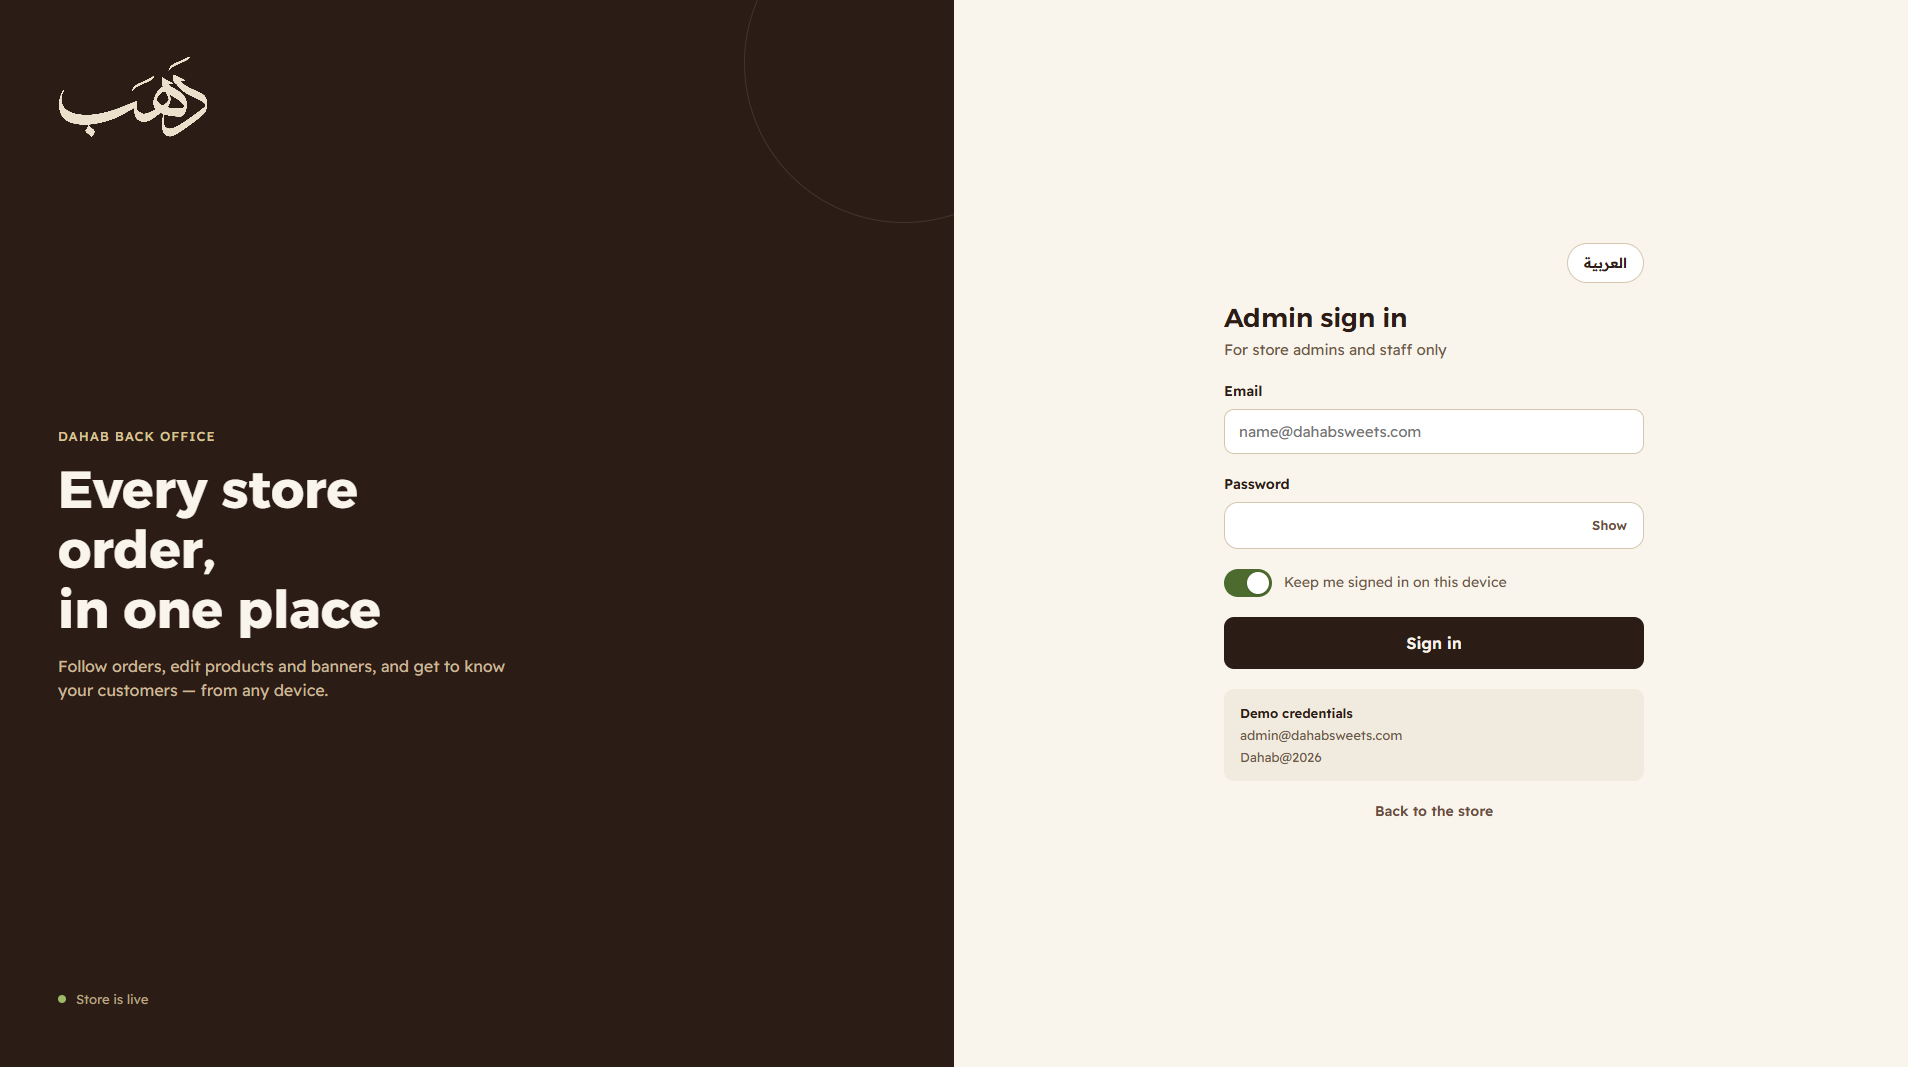 دَهَب
DAHAB BACK OFFICE
Every store
order,
in one place
Follow orders, edit products and banners, and get to know
your customers — from any device.
Store is live
العربية
Admin sign in
For store admins and staff only
Email
name@dahabsweets.com
Password
Show
Keep me signed in on this device
Sign in
Demo credentials
admin@dahabsweets.com
Dahab@2026
Back to the store